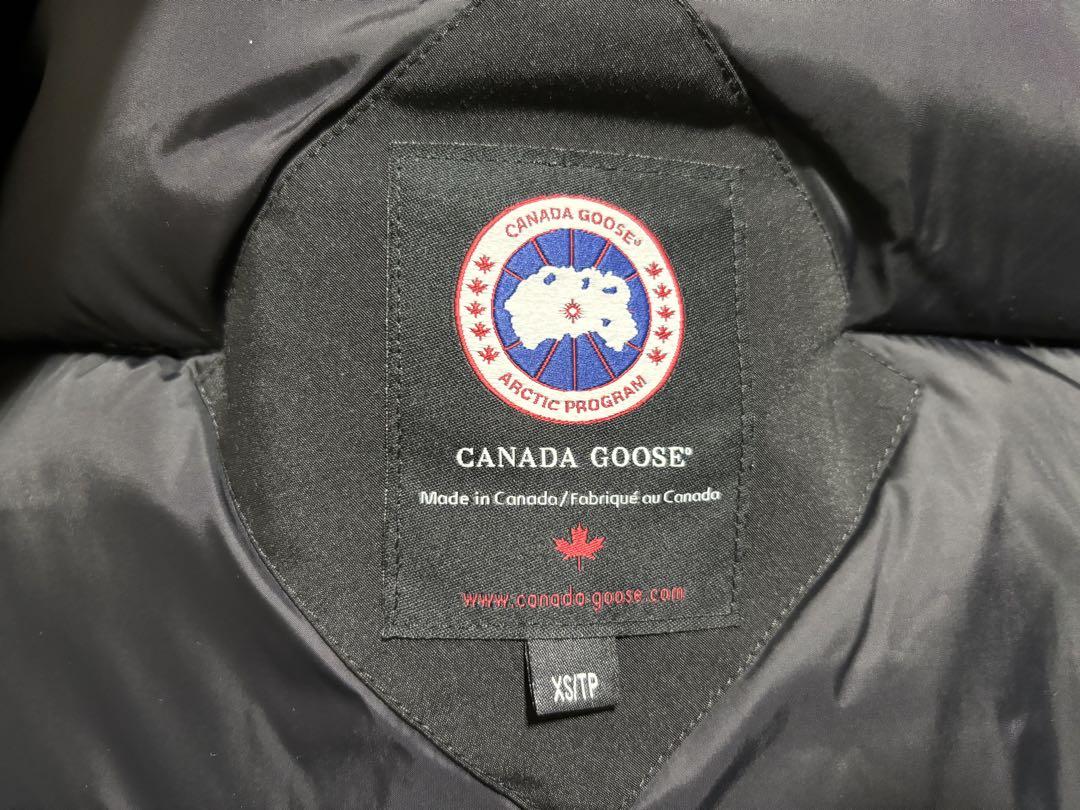 CANADA GOOSE®
ARCTIC PROGRAM
CANADA GOOSE®
Made in Canada/Fabriqué au Canada
www.canada-goose.com
XS/TP